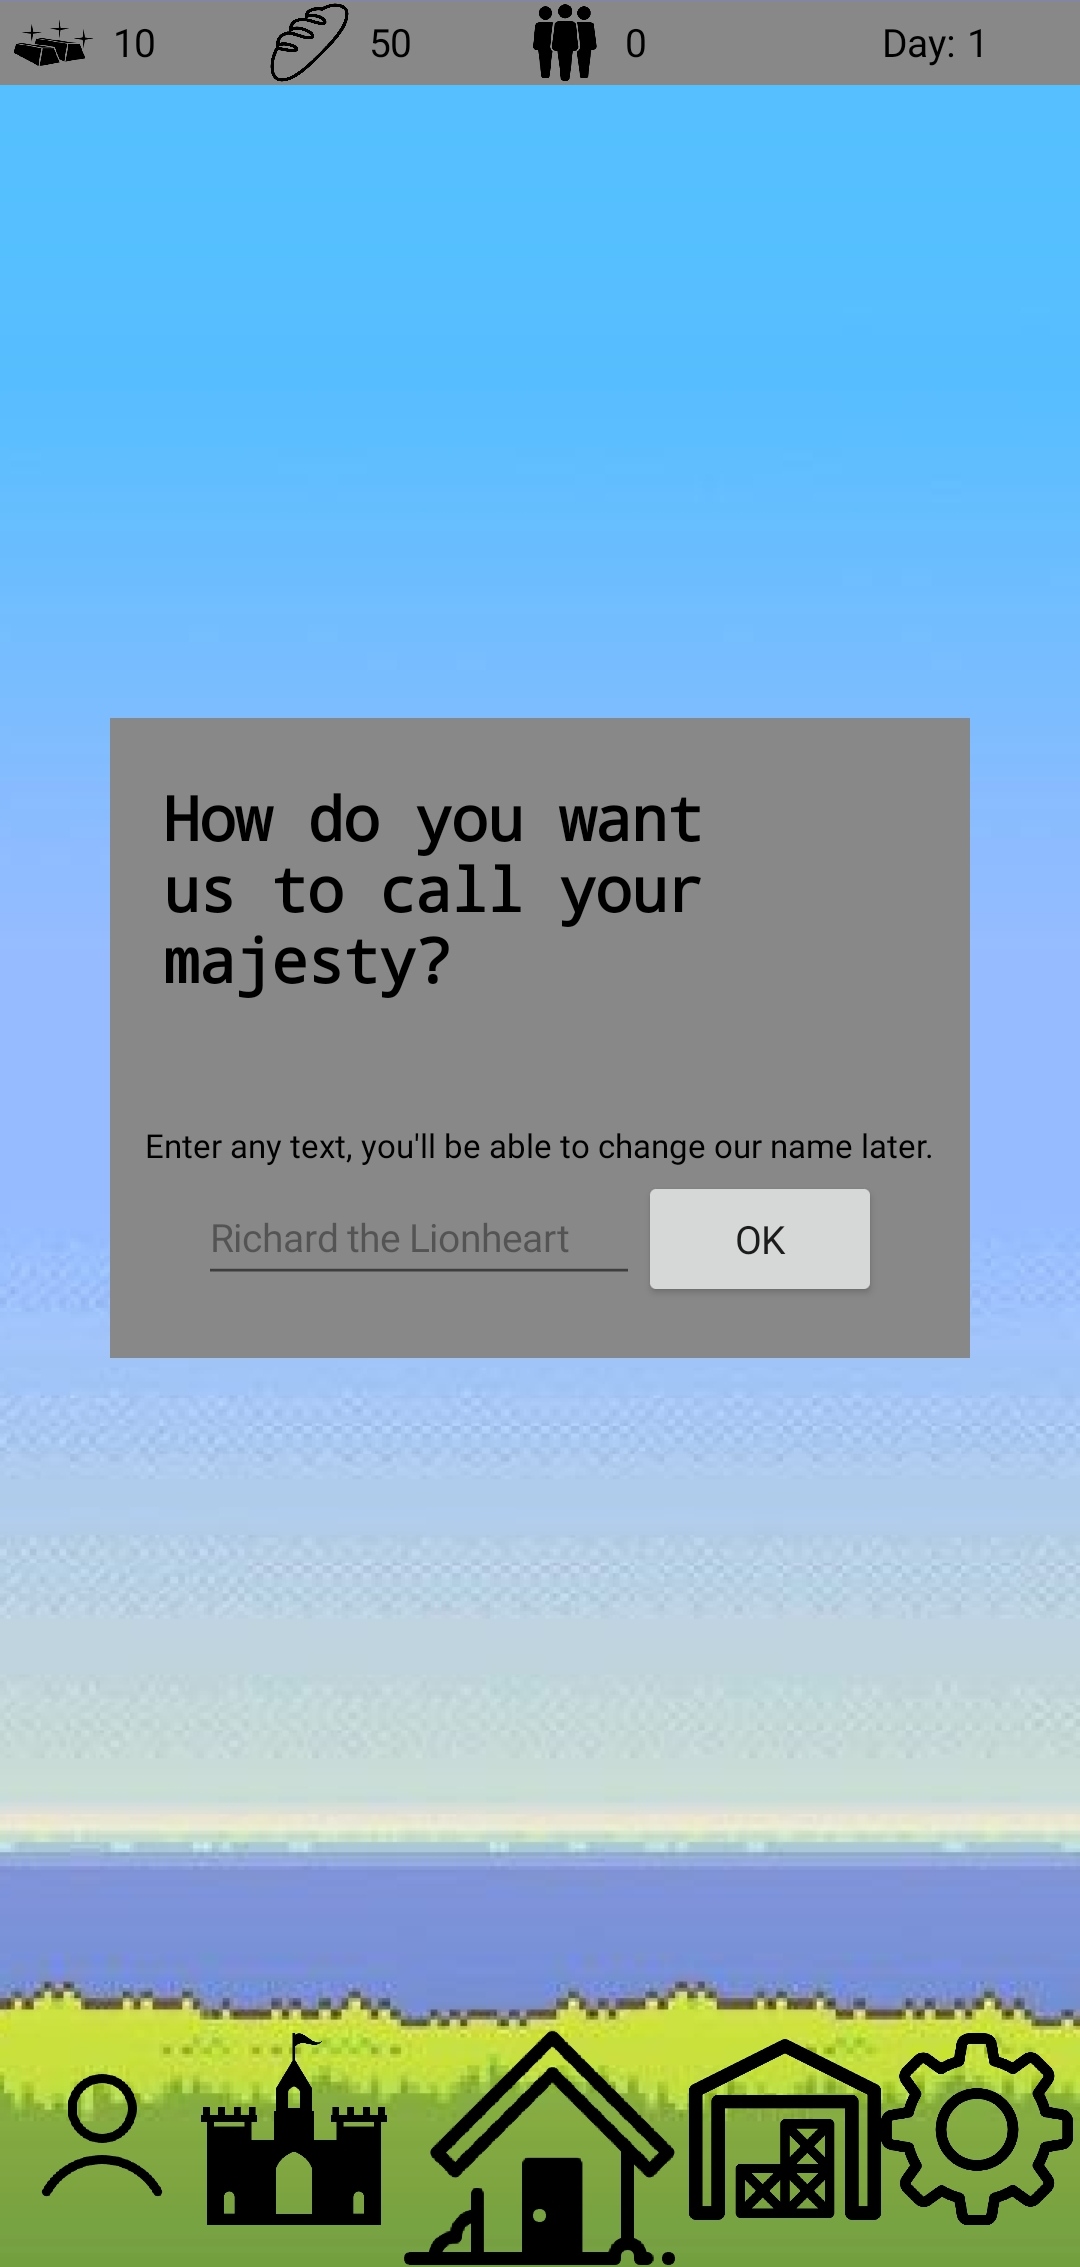 10 50 0 Day: 1
How do you want
us to call your
majesty?
Enter any text, you'll be able to change our name later.
Richard the Lionheart OK